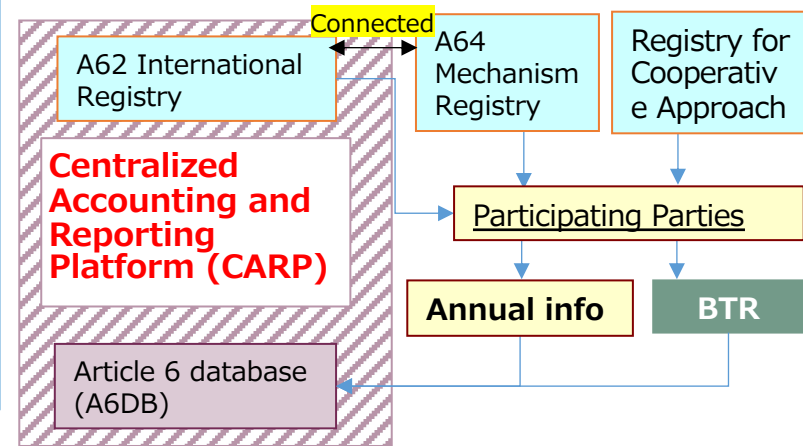 Connected
A62 International
Registry
A64
Mechanism
Registry
Registry for
Cooperativ
e Approach
Centralized
Accounting and
Reporting
Platform (CARP)
Participating Parties
Annual info
BTR
Article 6 database
(A6DB)